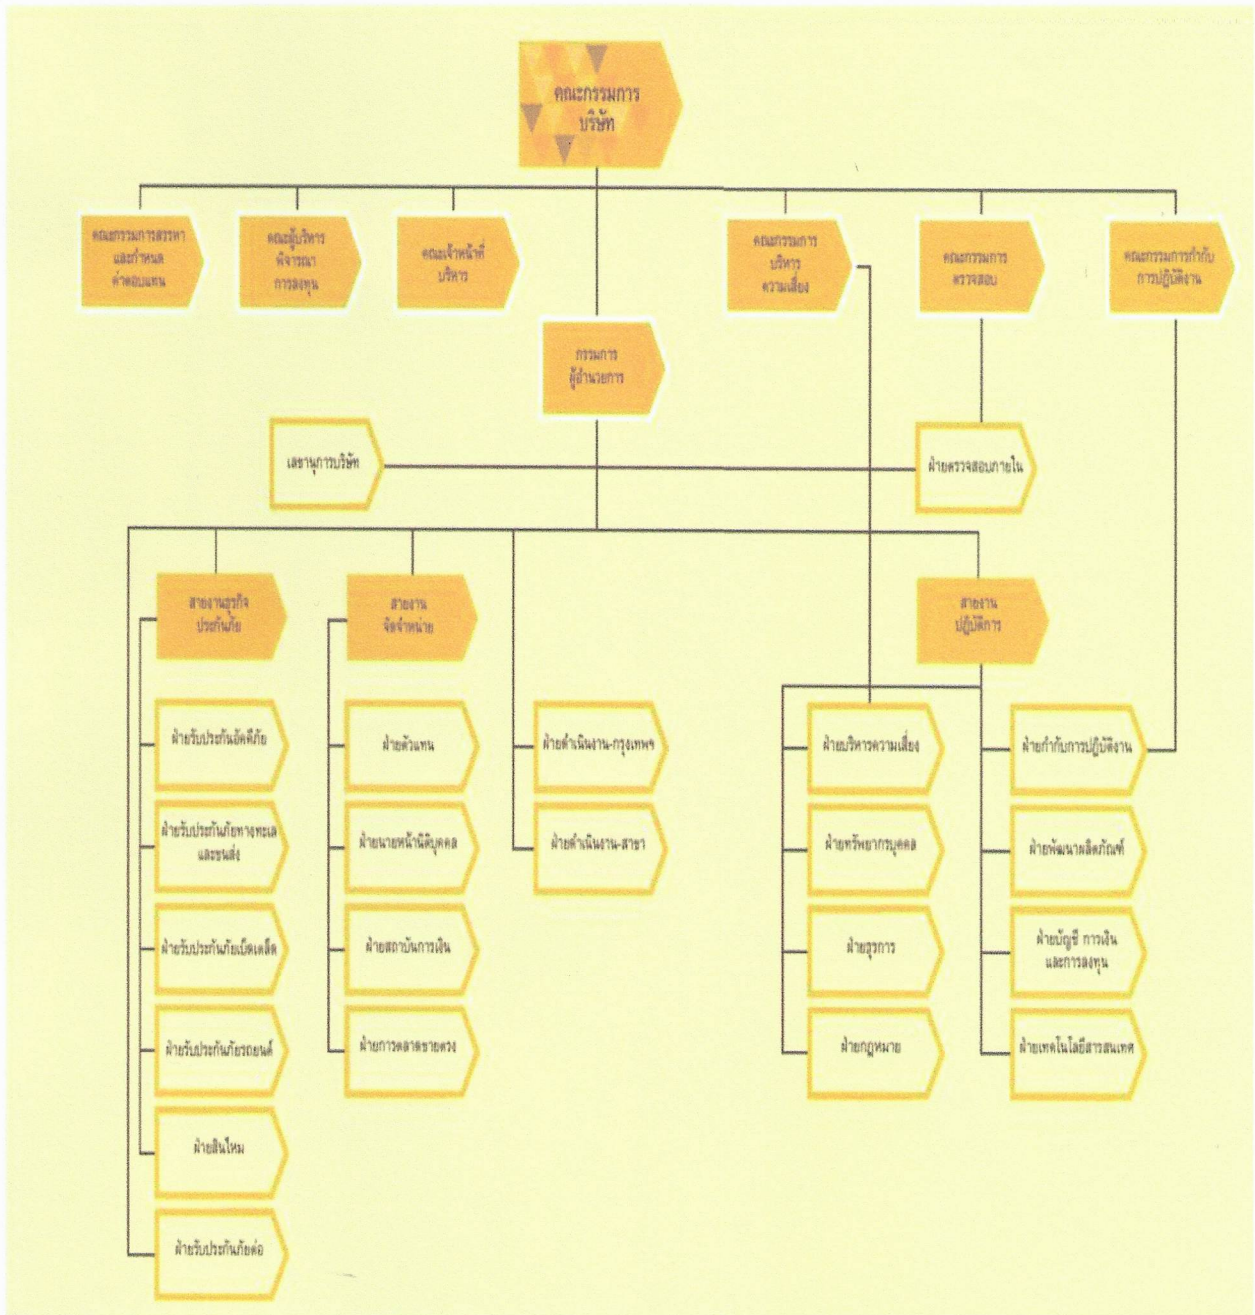 คณะกรรมการ
บริษัท
คณะกรรมการสรรหา
และกำหนด
ค่าตอบแทน
คณะผู้บริหาร
พิจารณา
การลงทุน
คณะเจ้าหน้าที่
บริหาร
คณะกรรมการ
บริหาร
ความเสี่ยง
คณะกรรมการ
ตรวจสอบ
คณะกรรมการกำกับ
การปฏิบัติงาน
กรรมการ
ผู้อำนวยการ
เลขานุการบริษัท
ฝ่ายตรวจสอบภายใน
สายงานธุรกิจ
ประกันภัย
สายงาน
จัดจำหน่าย
สายงาน
ปฏิบัติการ
ฝ่ายรับประกันอัคคีภัย
ฝ่ายรับประกันภัยทางทะเล
และขนส่ง
ฝ่ายรับประกันภัยเบ็ดเตล็ด
ฝ่ายรับประกันภัยรถยนต์
ฝ่ายสินไหม
ฝ่ายรับประกันภัยต่อ
ฝ่ายตัวแทน
ฝ่ายนายหน้านิติบุคคล
ฝ่ายสถาบันการเงิน
ฝ่ายการตลาดขายตรง
ฝ่ายดำเนินงาน-กรุงเทพฯ
ฝ่ายดำเนินงาน-สาขา
ฝ่ายบริหารความเสี่ยง
ฝ่ายทรัพยากรบุคคล
ฝ่ายธุรการ
ฝ่ายกฎหมาย
ฝ่ายกำกับการปฏิบัติงาน
ฝ่ายพัฒนาผลิตภัณฑ์
ฝ่ายบัญชี การเงิน
และการลงทุน
ฝ่ายเทคโนโลยีสารสนเทศ